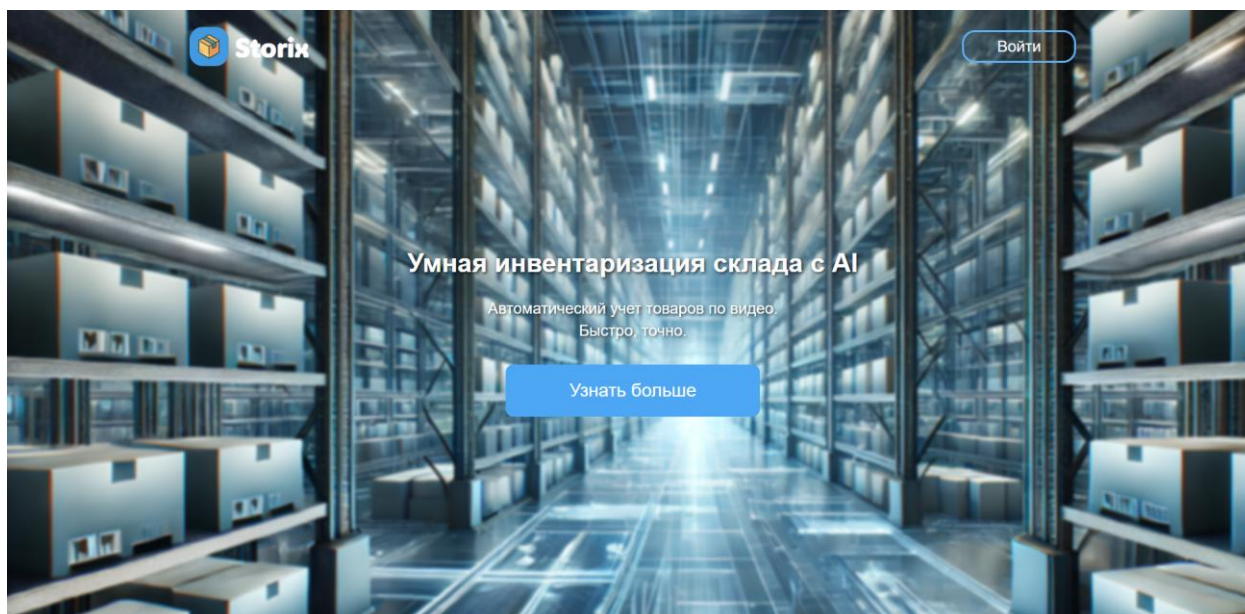 Storix
Войти
Умная инвентаризация склада с AI
Автоматический учет товаров по видео.
Быстро, точно.
Узнать больше